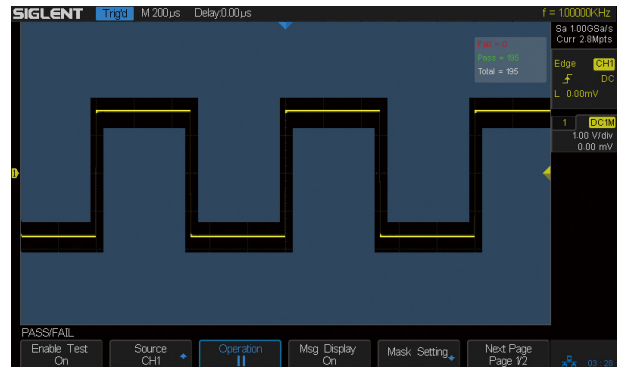 SIGLENT Trig'd M 200μs Delay:0.00μs f = 1.00000KHz
Sa 1.00GSa/s
Curr 2.8Mpts
Fail = 0
Pass = 195
Total = 195
Edge CH1
DC
L 0.00mV
1 DC1M
1.00 V/div
0.00 mV
PASS/FAIL
Enable Test
On
Source
CH1
Operation
Msg Display
On
Mask Setting
Next Page
Page 1/2
03:28